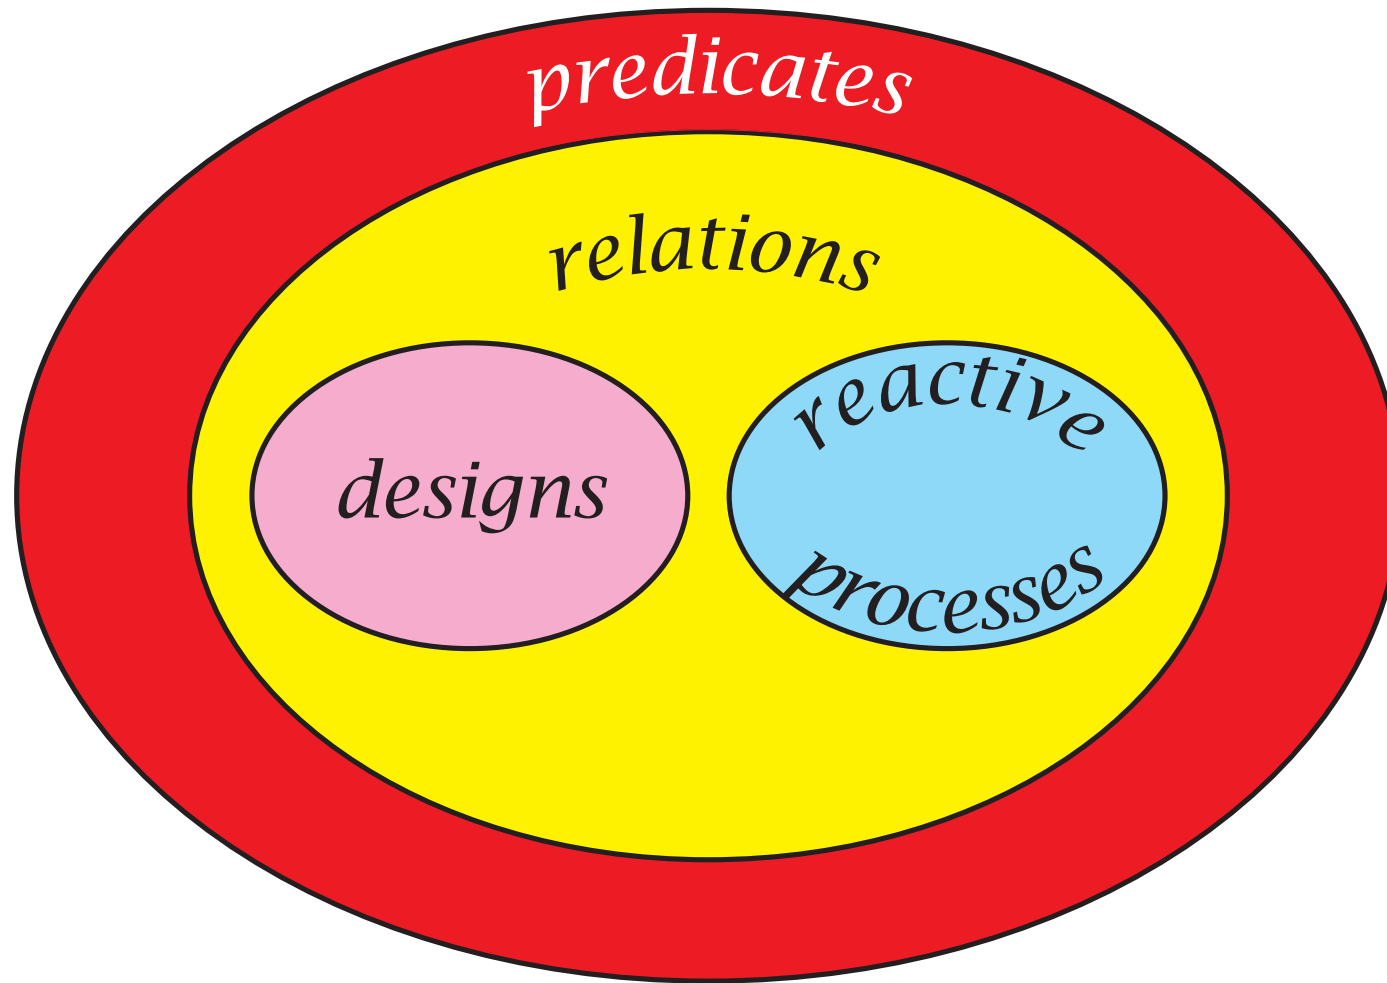 predicates
relations
designs
reactive
processes